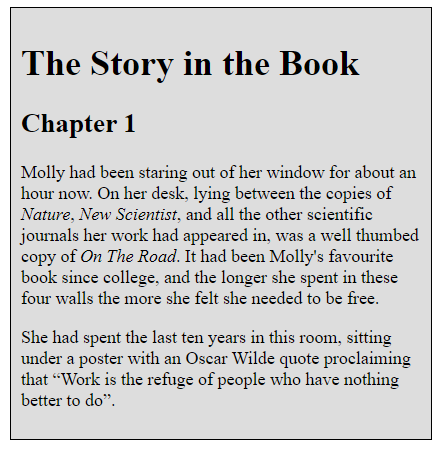 The Story in the Book
Chapter 1
Molly had been staring out of her window for about an
hour now. On her desk, lying between the copies of
Nature, New Scientist, and all the other scientific
journals her work had appeared in, was a well thumbed
copy of On The Road. It had been Molly's favourite
book since college, and the longer she spent in these
four walls the more she felt she needed to be free.
She had spent the last ten years in this room, sitting
under a poster with an Oscar Wilde quote proclaiming
that “Work is the refuge of people who have nothing
better to do”.